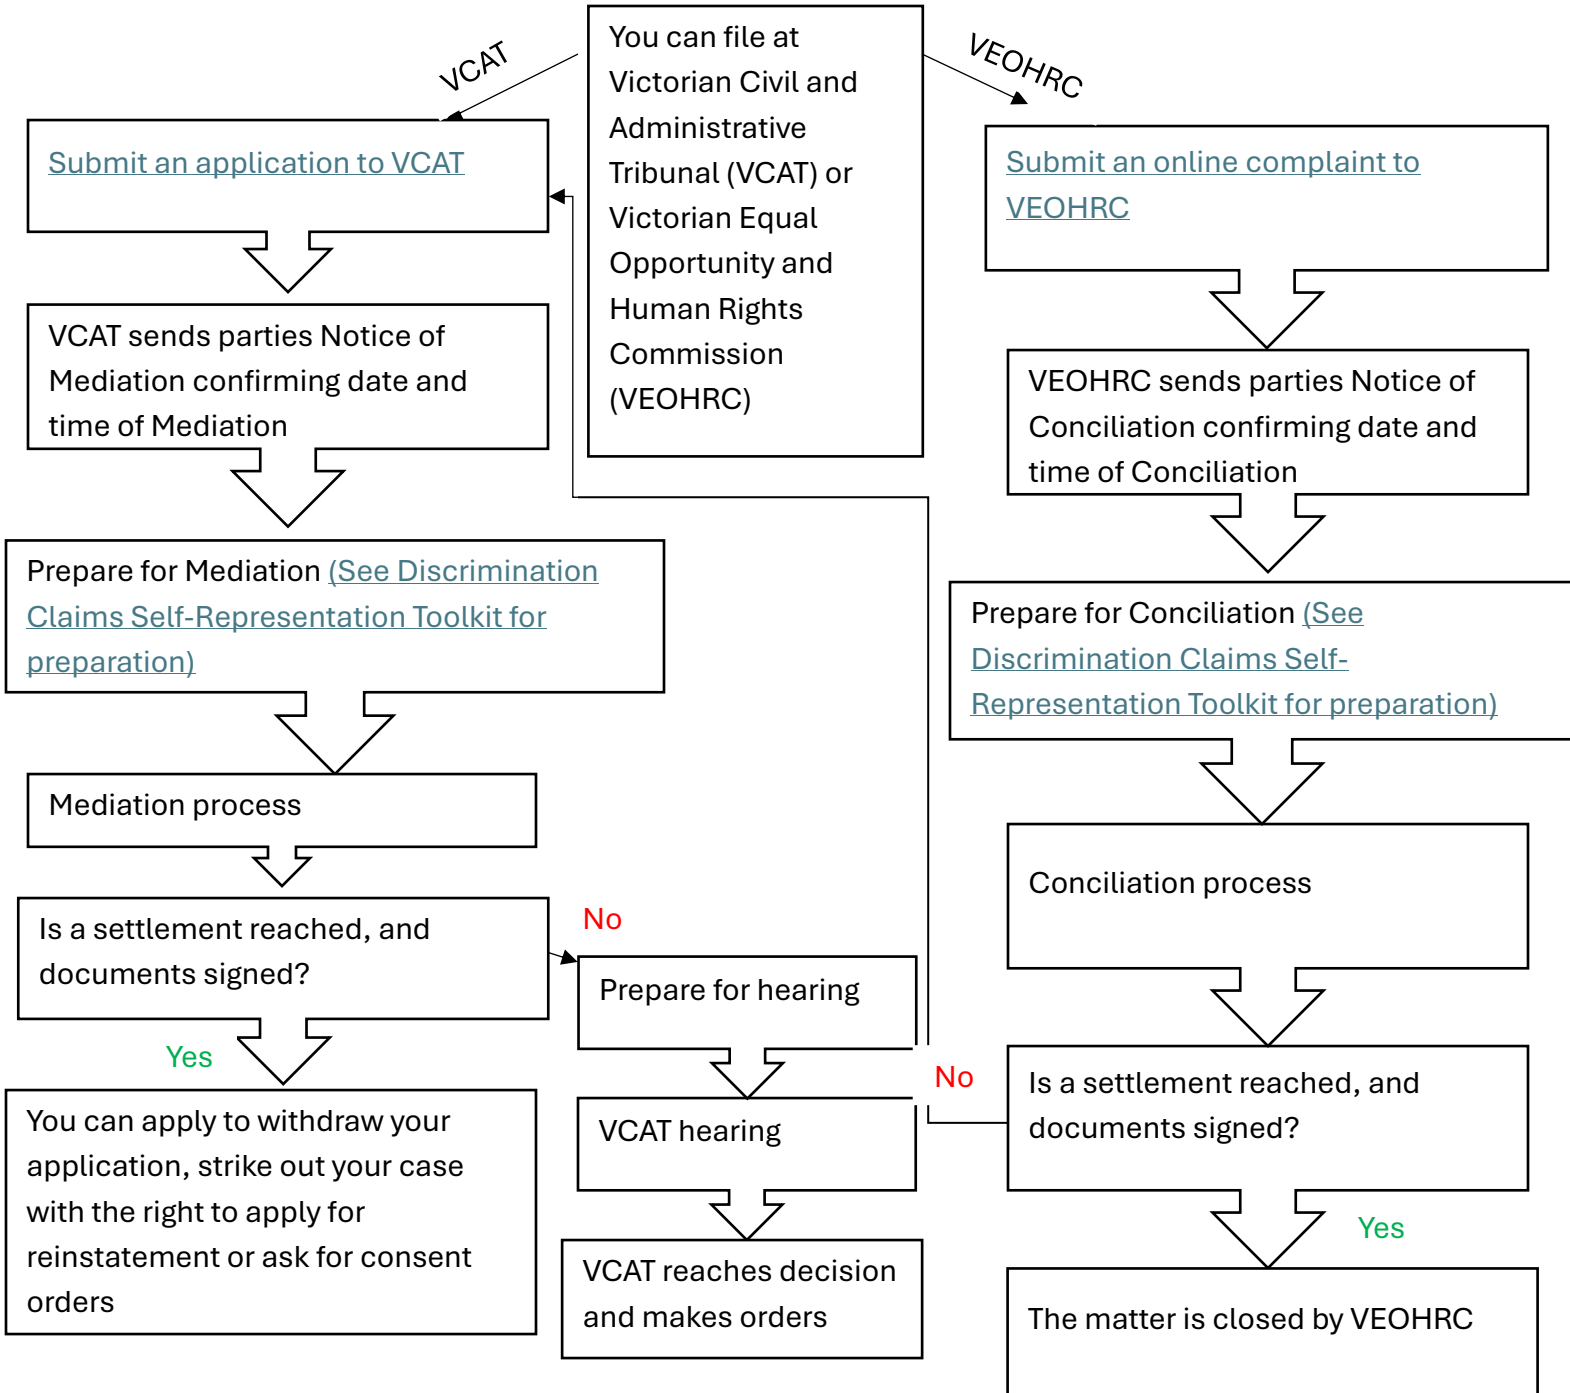 You can file at
Victorian Civil and
Administrative
Tribunal (VCAT) or
Victorian Equal
Opportunity and
Human Rights
Commission
(VEOHRC)
VCAT
Submit an application to VCAT
VCAT sends parties Notice of
Mediation confirming date and
time of Mediation
Prepare for Mediation (See Discrimination
Claims Self-Representation Toolkit for
preparation)
Mediation process
Is a settlement reached, and
documents signed?
Yes
You can apply to withdraw your
application, strike out your case
with the right to apply for
reinstatement or ask for consent
orders
No
Prepare for hearing
VCAT hearing
VCAT reaches decision
and makes orders
VEOHRC
Submit an online complaint to
VEOHRC
VEOHRC sends parties Notice of
Conciliation confirming date and
time of Conciliation
Prepare for Conciliation (See
Discrimination Claims Self-
Representation Toolkit for preparation)
Conciliation process
Is a settlement reached, and
documents signed?
No
Yes
The matter is closed by VEOHRC